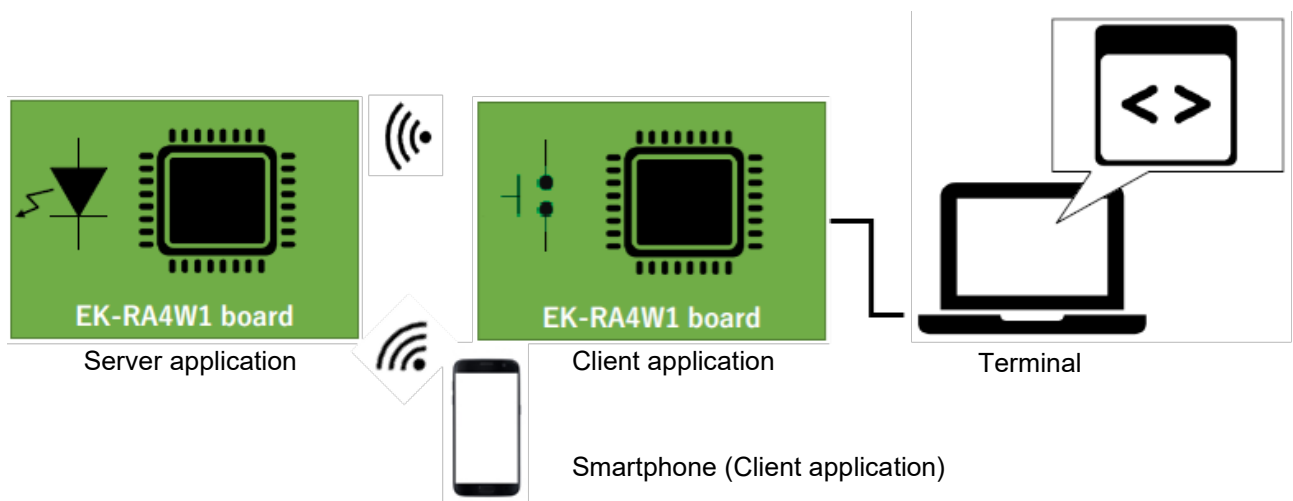 < >
EK-RA4W1 board
EK-RA4W1 board
Server application
Client application
Terminal
Smartphone (Client application)